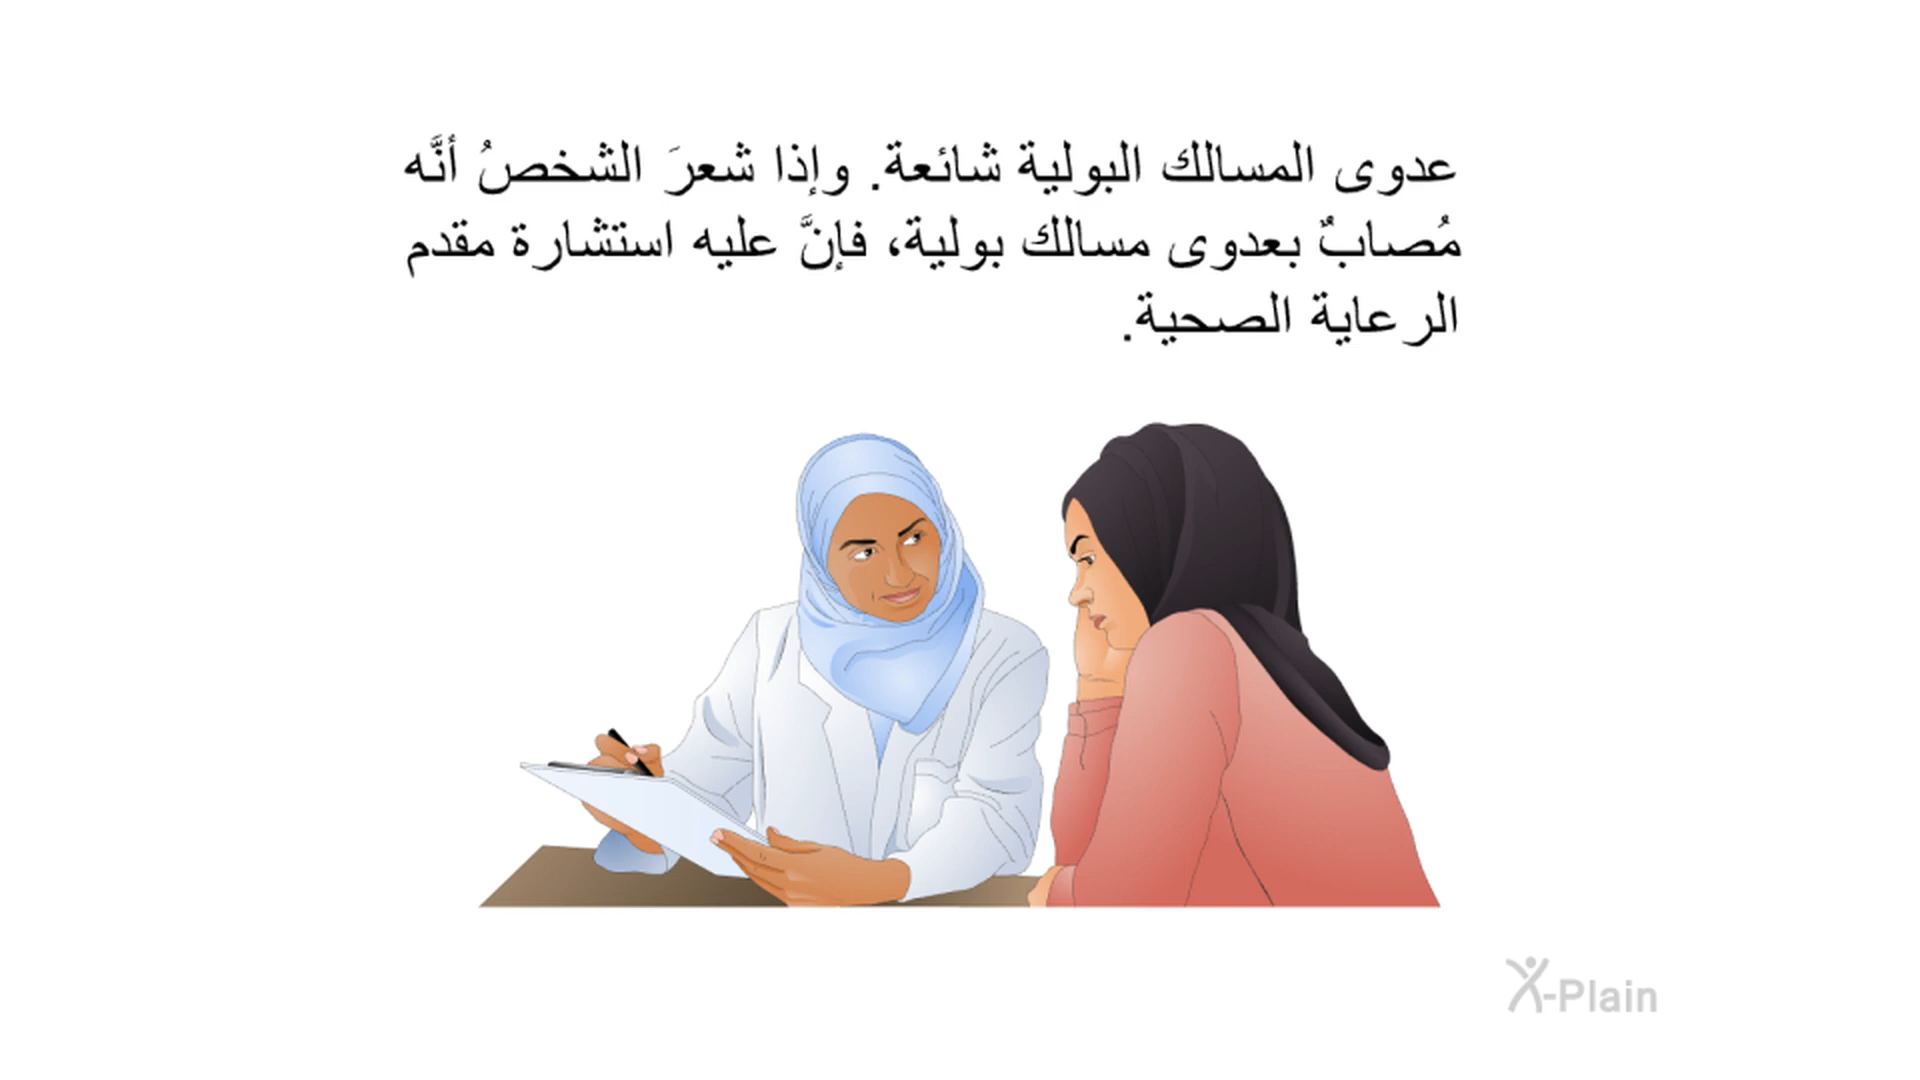 عدوى المسالك البولية شائعة. وإذا شعرَ الشخصُ أنَّه
مُصابٌ بعدوى مسالك بولية، فإنَّ عليه استشارة مقدم
الرعاية الصحية.
X-Plain